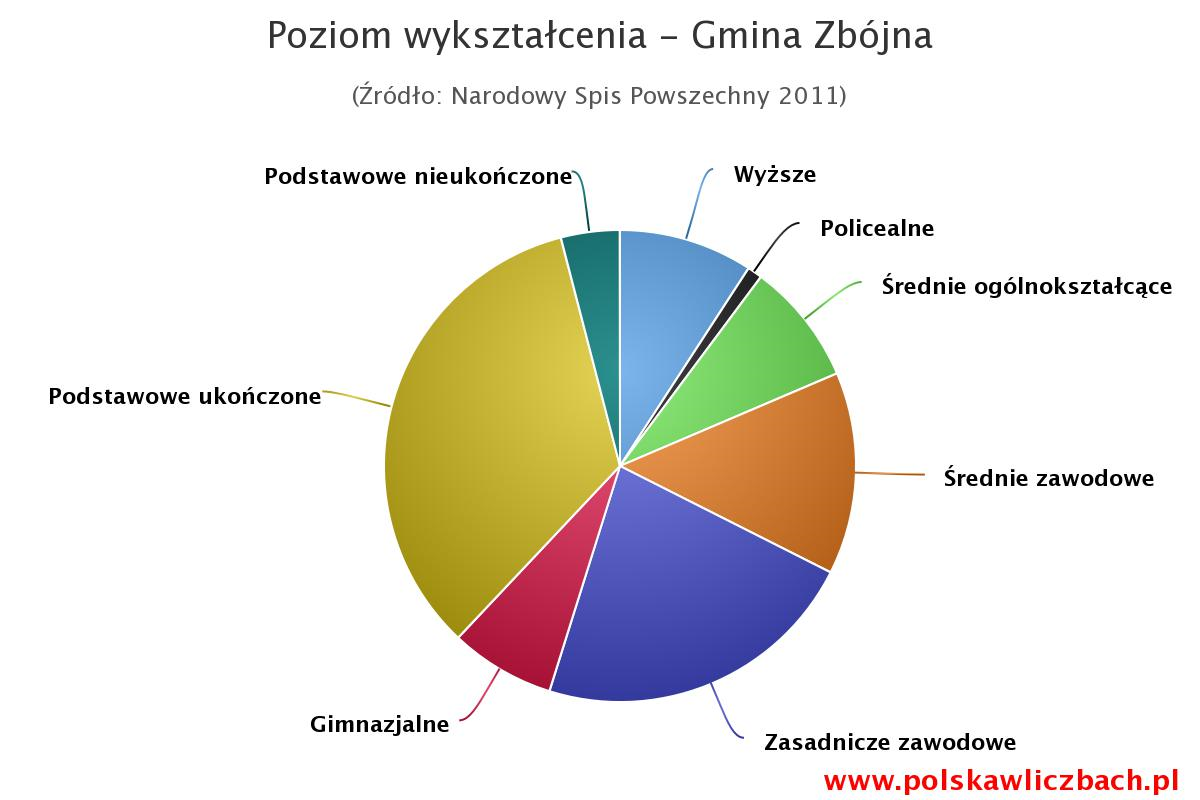 Poziom wykształcenia – Gmina Zbójna
(Źródło: Narodowy Spis Powszechny 2011)
Podstawowe nieukończone
Wyższe
Policealne
Średnie ogólnokształcące
Podstawowe ukończone
Średnie zawodowe
Gimnazjalne
Zasadnicze zawodowe
www.polskawliczbach.pl